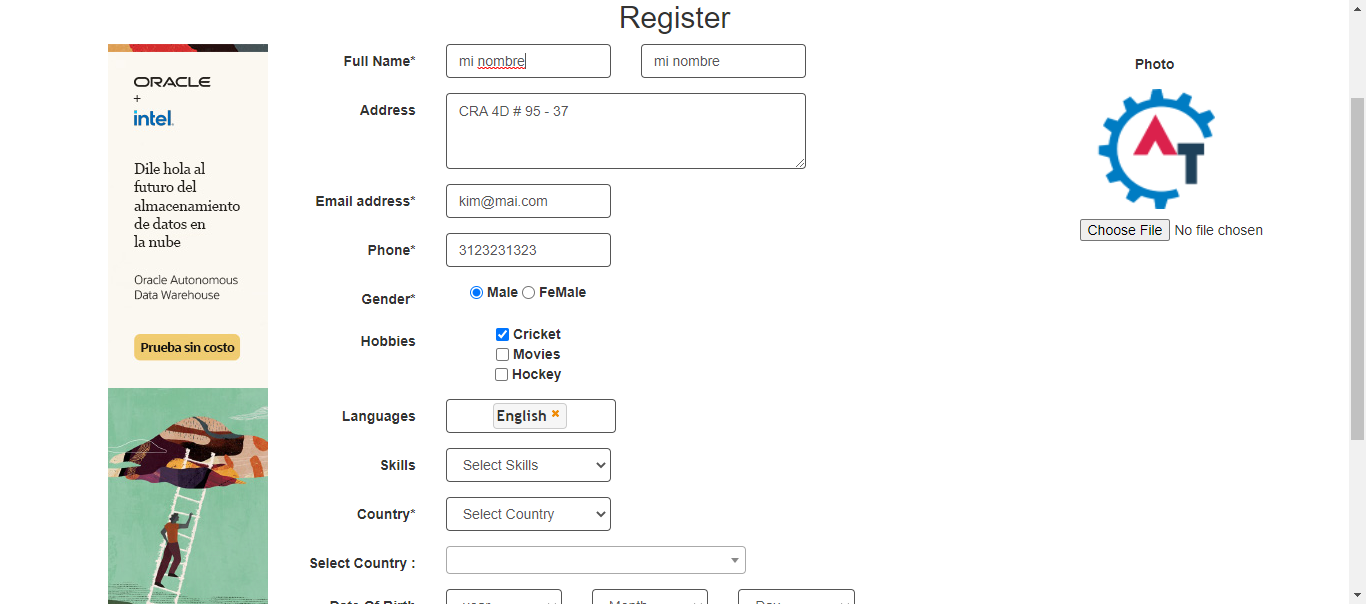 Register
ORACLE
+
intel.
Dile hola al
futuro del
almacenamiento
de datos en
la nube
Oracle Autonomous
Data Warehouse
Prueba sin costo
Full Name* mi nombre mi nombre
Address CRA 4D # 95 - 37
Email address* kim@mai.com
Phone* 3123231323
Gender* Male FeMale
Hobbies Cricket
Movies
Hockey
Languages English
Skills Select Skills
Country* Select Country
Select Country :
Date Of Birth year Month Day
Photo
AT
Choose File No file chosen